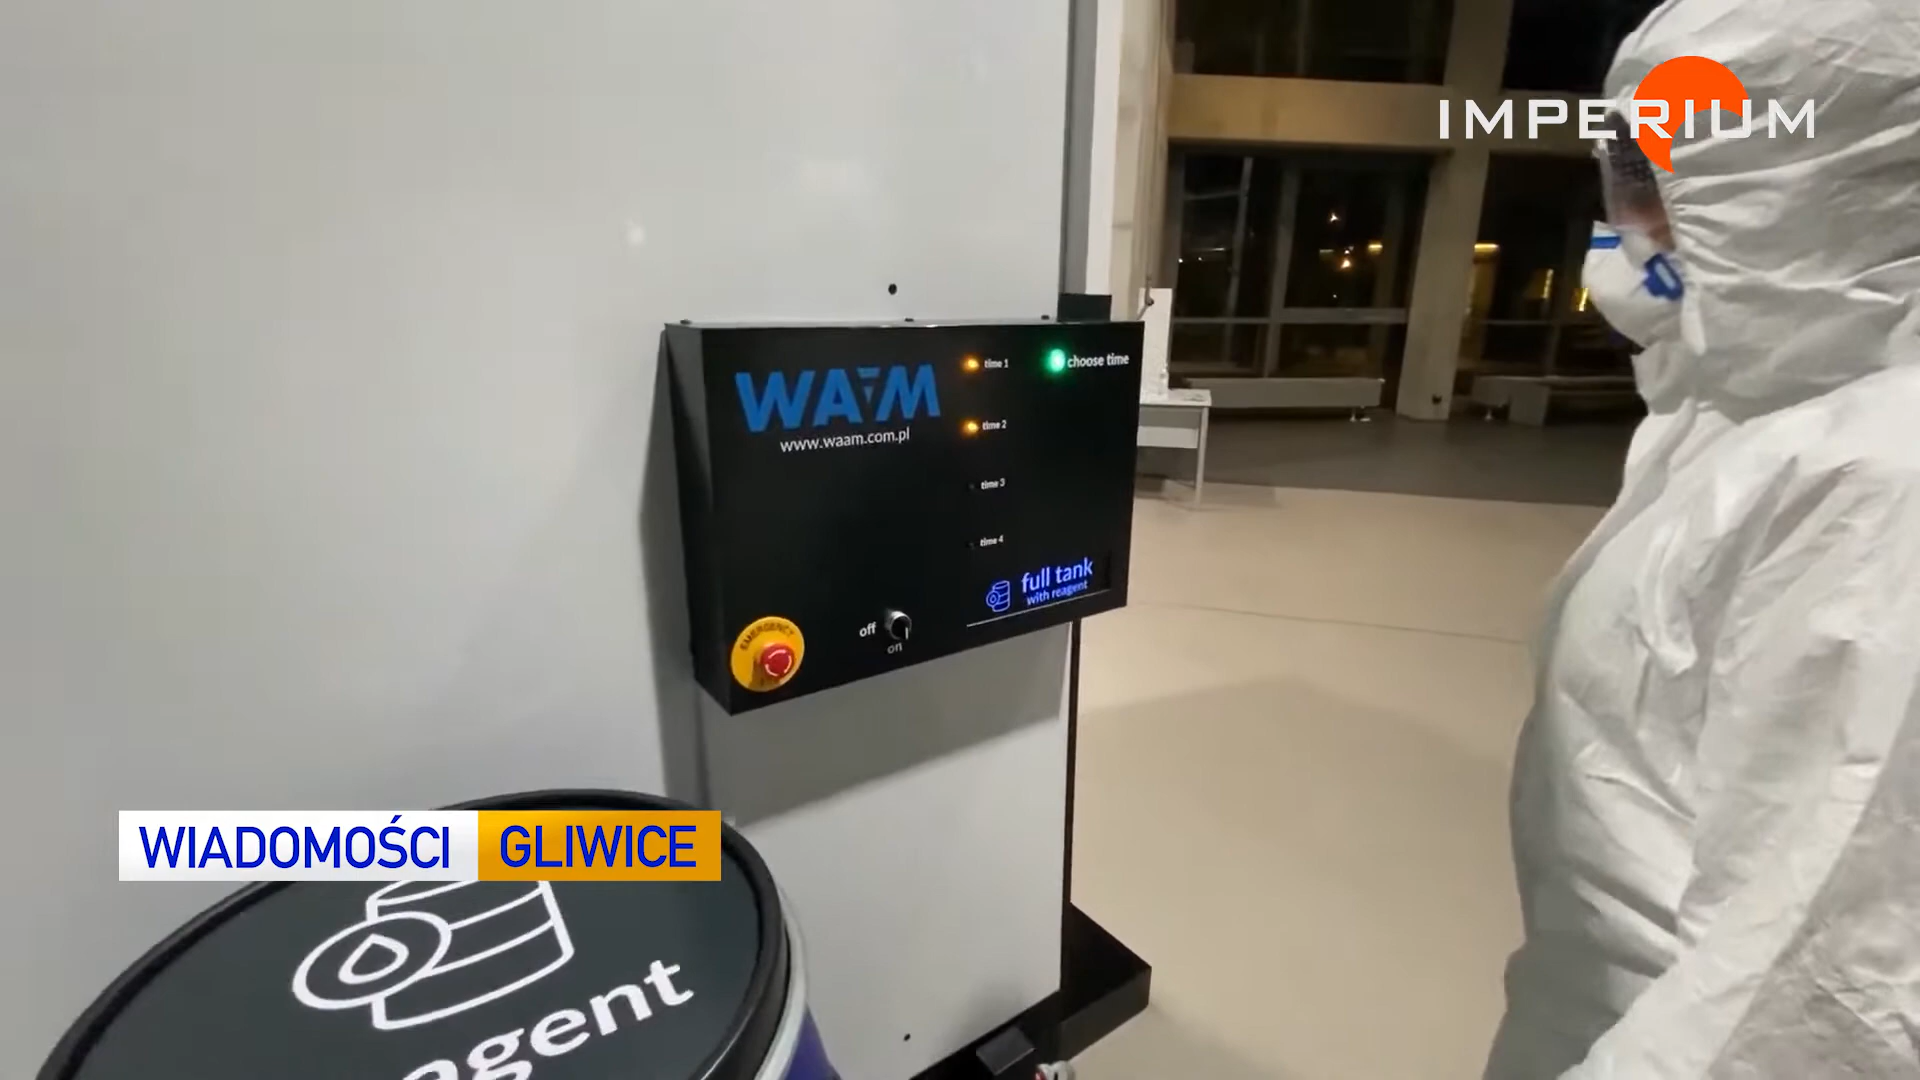 IMPERIUM
WAAM
www.waam.com.pl
time 1
choose time
time 2
time 3
time 4
full tank
with reagent
EMERGENCY
off
on
WIADOMOŚCI GLIWICE
agent